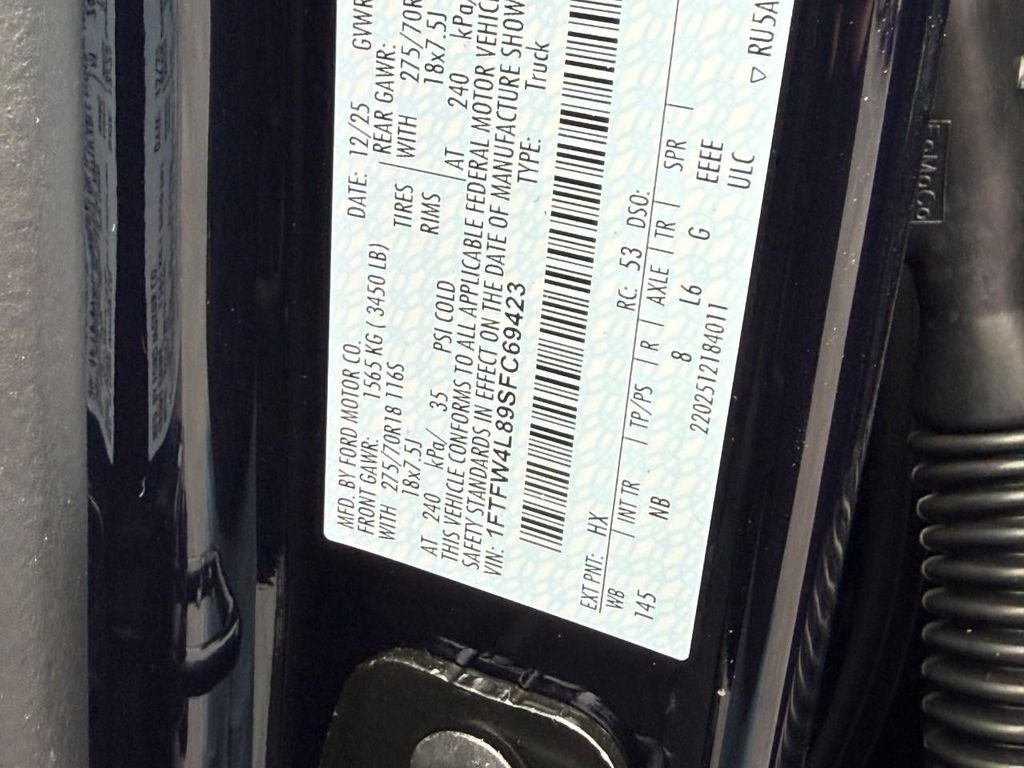 MFD. BY FORD MOTOR CO.
DATE: 12/25 GVWR
FRONT GAWR: 1565 KG ( 3450 LB)
REAR GAWR:
WITH 275/70R18 116S TIRES WITH 275/70R
18x7.5J RIMS 18x7.5J
AT 240 kPa/ 35 PSI COLD AT 240 kPa
THIS VEHICLE CONFORMS TO ALL APPLICABLE FEDERAL MOTOR VEHIC
SAFETY STANDARDS IN EFFECT ON THE DATE OF MANUFACTURE SHOW
VIN: 1FTFW4L89SFC69423 TYPE: Truck
EXT PNT: HX RC: 53 DSO:
WB INT TR TP/PS R AXLE TR SPR
145 NB 8 L6 G EEEE
2202512184011 ULC
▽ RU5A
FoMoCo